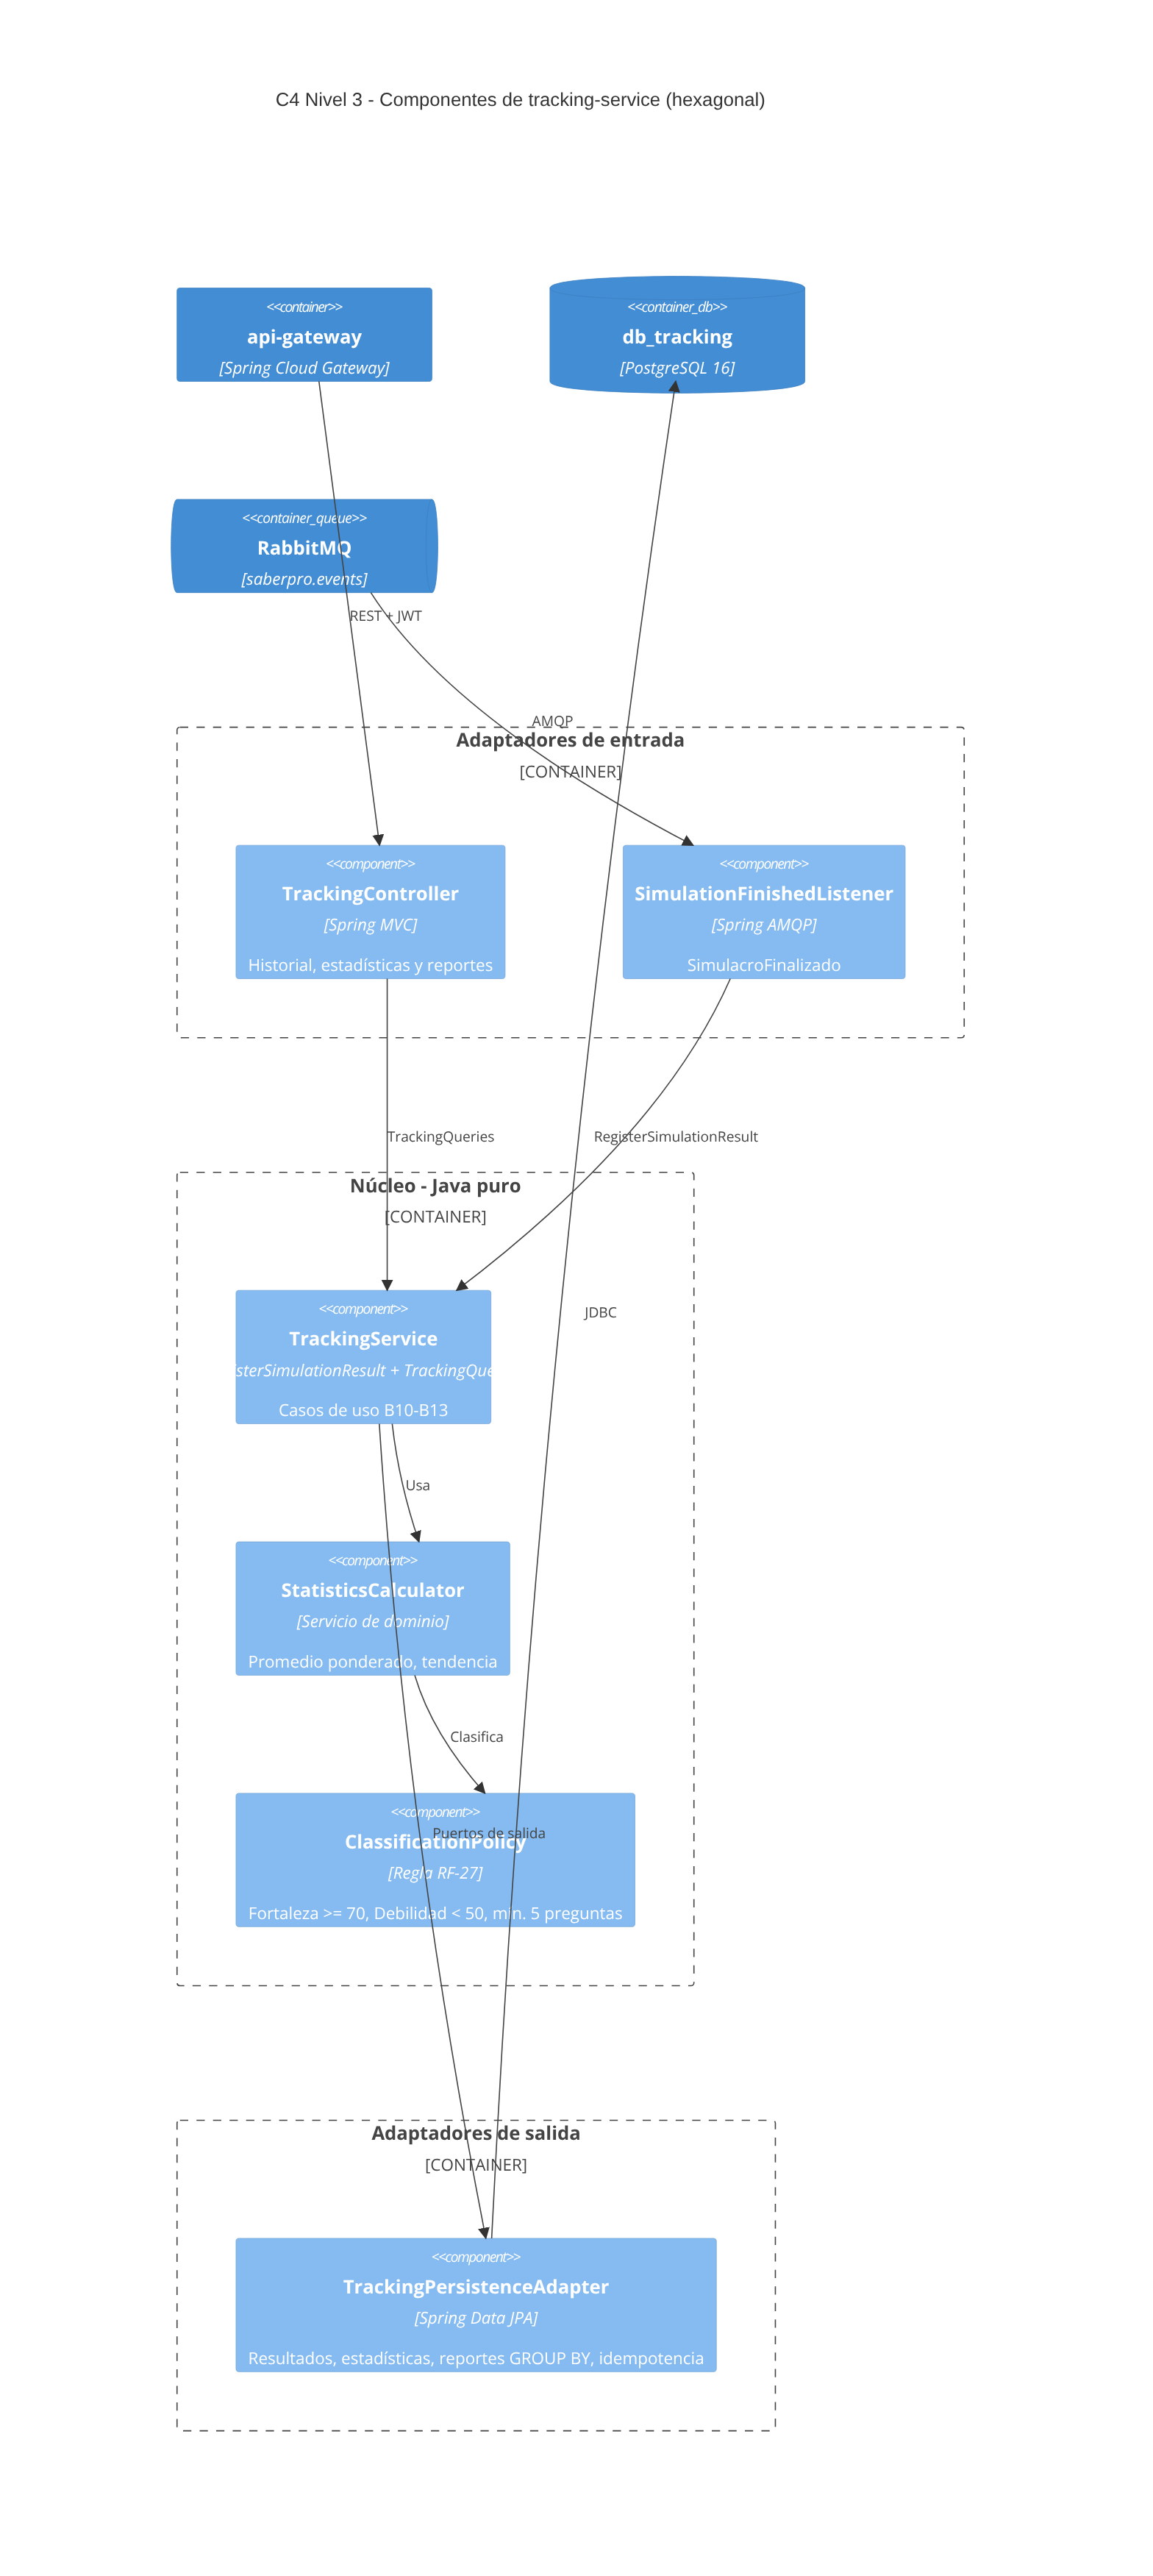 C4 Nivel 3 - Componentes de tracking-service (hexagonal)
<<container>>
api-gateway
[Spring Cloud Gateway]
<<container_db>>
db_tracking
[PostgreSQL 16]
<<container_queue>>
RabbitMQ
[saberpro.events]
REST + JWT
AMQP
Adaptadores de entrada
[CONTAINER]
<<component>>
TrackingController
[Spring MVC]
Historial, estadísticas y reportes
<<component>>
SimulationFinishedListener
[Spring AMQP]
SimulacroFinalizado
TrackingQueries
RegisterSimulationResult
Núcleo - Java puro
[CONTAINER]
<<component>>
TrackingService
isterSimulationResult + TrackingQue
Casos de uso B10-B13
JDBC
Usa
<<component>>
StatisticsCalculator
[Servicio de dominio]
Promedio ponderado, tendencia
Clasifica
<<component>>
Puertos de salida
ClassificationPolicy
[Regla RF-27]
Fortaleza >= 70, Debilidad < 50, mín. 5 preguntas
Adaptadores de salida
[CONTAINER]
<<component>>
TrackingPersistenceAdapter
[Spring Data JPA]
Resultados, estadísticas, reportes GROUP BY, idempotencia